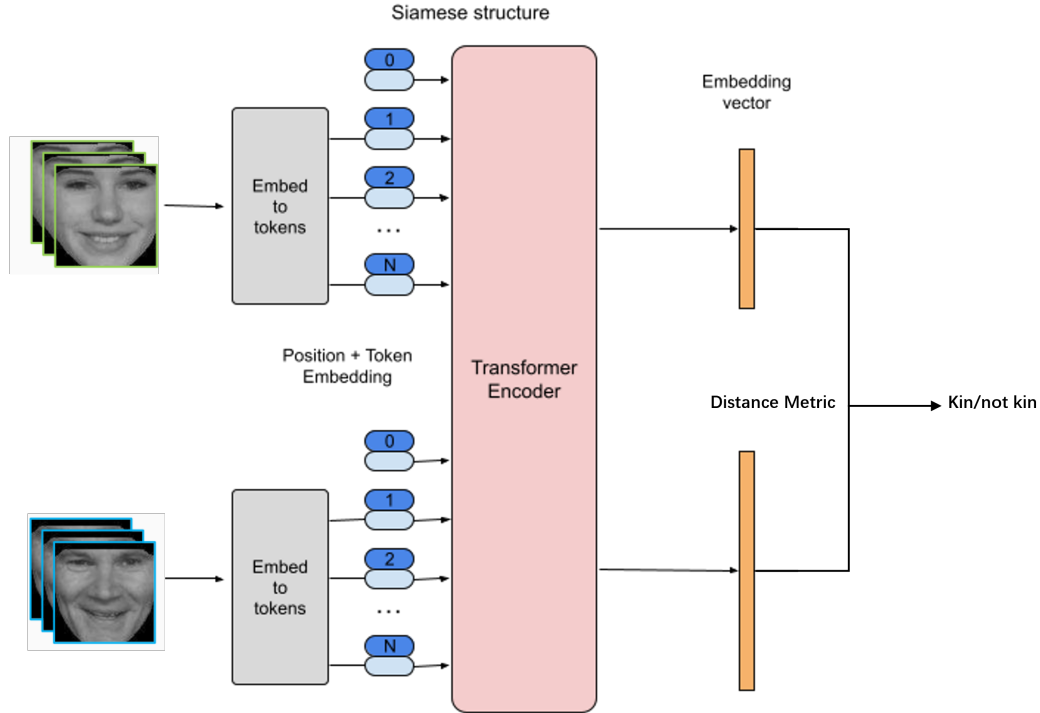 Siamese structure
0
1
2
...
N
Embed
to
tokens
Embedding
vector
Position + Token
Embedding
Transformer
Encoder
Distance Metric
Kin/not kin
0
1
2
...
N
Embed
to
tokens